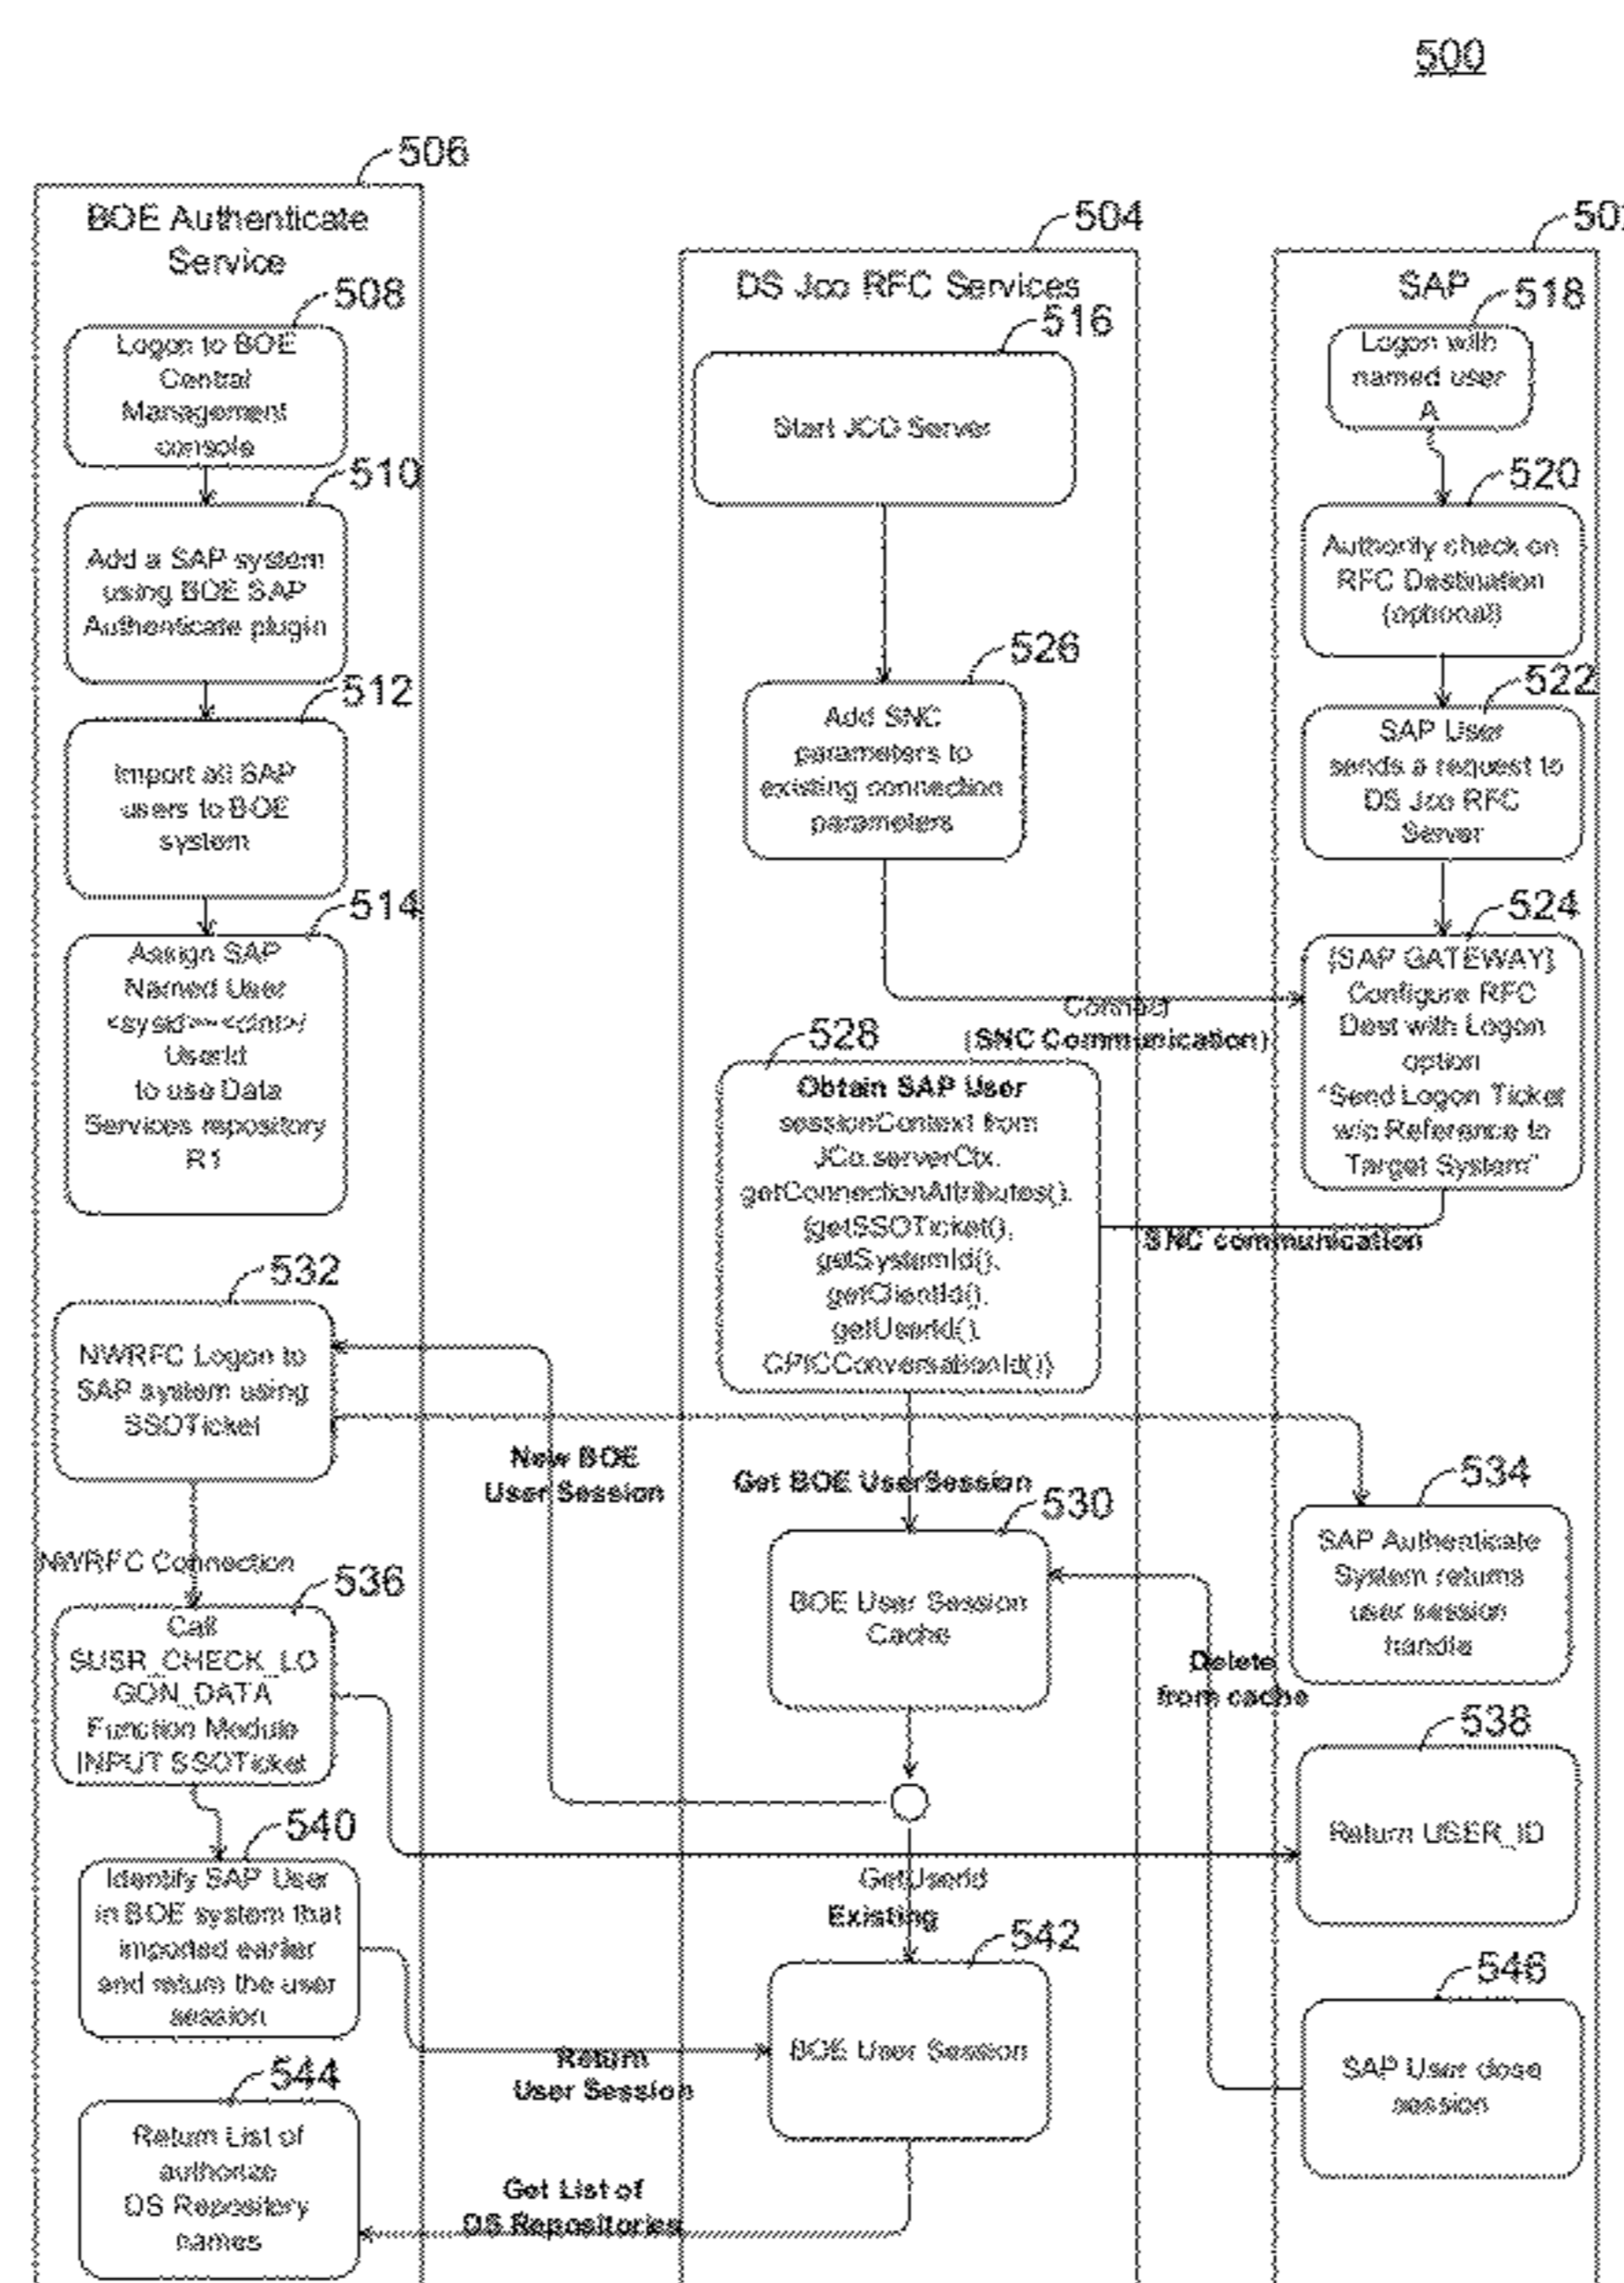 500
506
BOE Authenticate
Service
508
Logon to BOE
Central
Management
console
510
Add a SAP system
using BOE SAP
Authenticate plugin
512
Import all SAP
users to BOE
system
514
Assign SAP
Named User
<sysid>~<clnt>/
UserId
to use Data
Services repository
R1
532
NWRFC Logon to
SAP system using
SSOTicket
NWRFC Connection
536
Call
SUSR_CHECK_LO
GON_DATA
Function Module
INPUT SSOTicket
540
Identify SAP User
in BOE system that
imported earlier
and return the user
session
544
Return List of
authorize
DS Repository
names
New BOE
User Session
Return
User Session
Get List of
DS Repositories
504
DS Jco RFC Services
516
Start JCO Server
526
Add SNC
parameters to
existing connection
parameters
Connect
(SNC Communication)
528
Obtain SAP User
sessionContext from
JCo.serverCtx.
getConnectionAttributes().
(getSSOTicket(),
getSystemId(),
getClientId(),
getUserId(),
CPICConversationId())
SNC communication
Get BOE UserSession
530
BOE User Session
Cache
GetUserId
Existing
542
BOE User Session
Delete
from cache
SAP
518
Logon with
named user
A
520
Authority check on
RFC Destination
(optional)
522
SAP User
sends a request to
DS Jco RFC
Server
524
[SAP GATEWAY]
Configure RFC
Dest with Logon
option
"Send Logon Ticket
w/o Reference to
Target System"
534
SAP Authenticate
System returns
user session
handle
538
Return USER_ID
546
SAP User close
session